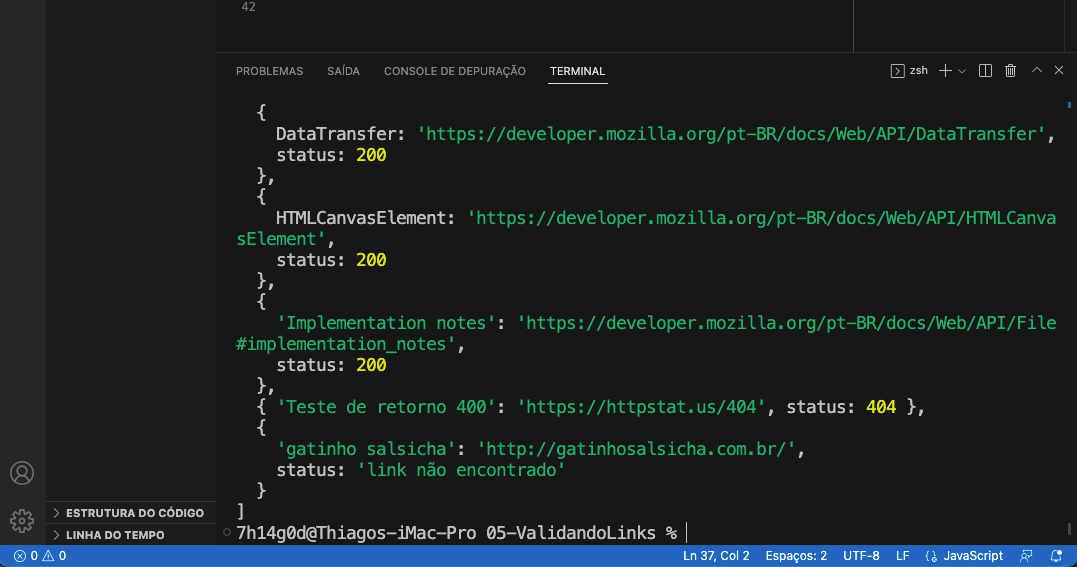 42
PROBLEMAS SAÍDA CONSOLE DE DEPURAÇÃO TERMINAL zsh
{
DataTransfer: 'https://developer.mozilla.org/pt-BR/docs/Web/API/DataTransfer',
status: 200
},
{
HTMLCanvasElement: 'https://developer.mozilla.org/pt-BR/docs/Web/API/HTMLCanva
sElement',
status: 200
},
{
'Implementation notes': 'https://developer.mozilla.org/pt-BR/docs/Web/API/File
#implementation_notes',
status: 200
},
{ 'Teste de retorno 400': 'https://httpstat.us/404', status: 404 },
{
'gatinho salsicha': 'http://gatinhosalsicha.com.br/',
status: 'link não encontrado'
}
]
7h14g0d@Thiagos-iMac-Pro 05-ValidandoLinks %
ESTRUTURA DO CÓDIGO
LINHA DO TEMPO
0 0 Ln 37, Col 2 Espaços: 2 UTF-8 LF JavaScript